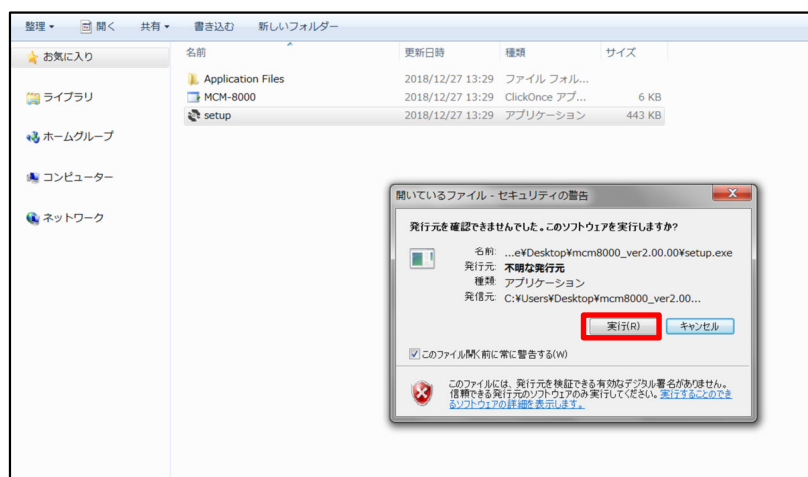 整理▼ 開く 共有▼ 書き込む 新しいフォルダー
お気に入り
ライブラリ
ホームグループ
コンピューター
ネットワーク
名前 更新日時 種類 サイズ
Application Files 2018/12/27 13:29 ファイル フォル...
MCM-8000 2018/12/27 13:29 ClickOnce アプ... 6 KB
setup 2018/12/27 13:29 アプリケーション 443 KB
開いているファイル - セキュリティの警告
発行元を確認できませんでした。このソフトウェアを実行しますか?
名前: ...e¥Desktop¥mcm8000_ver2.00.00¥setup.exe
発行元: 不明な発行元
種類: アプリケーション
発信元: C:¥Users¥Desktop¥mcm8000_ver2.00...
実行(R) キャンセル
このファイル開く前に常に警告する(W)
このファイルには、発行元を検証できる有効なデジタル署名がありません。
信頼できる発行元のソフトウェアのみ実行してください。実行することのでき
るソフトウェアの詳細を表示します。